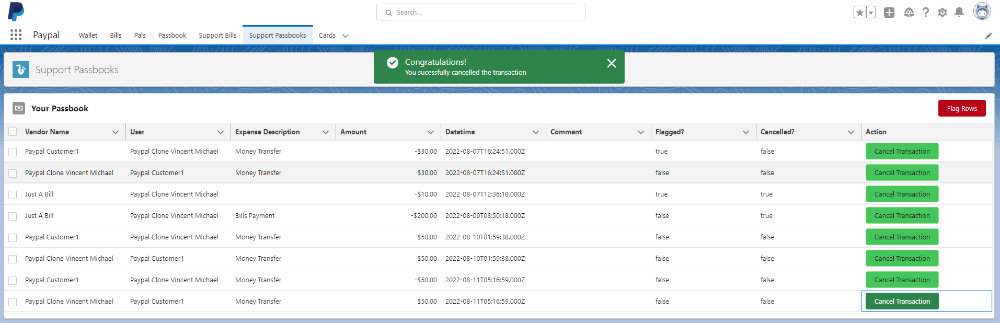 Search...
Paypal Wallet Bills Pals Passbook Support Bills Support Passbooks Cards
Congratulations!
You sucessfully cancelled the transaction
Support Passbooks
Your Passbook Flag Rows
Vendor Name User Expense Description Amount Datetime Comment Flagged? Cancelled? Action
Paypal Customer1 Paypal Clone Vincent Michael Money Transfer -$30.00 2022-08-07T16:24:51.000Z true false Cancel Transaction
Paypal Clone Vincent Michael Paypal Customer1 Money Transfer $30.00 2022-08-07T16:24:51.000Z false false Cancel Transaction
Just A Bill Paypal Clone Vincent Michael -$10.00 2022-08-07T12:36:18.000Z true true Cancel Transaction
Just A Bill Paypal Clone Vincent Michael Bills Payment -$200.00 2022-08-09T08:50:18.000Z false true Cancel Transaction
Paypal Customer1 Paypal Clone Vincent Michael Money Transfer -$50.00 2022-08-10T01:59:38.000Z false false Cancel Transaction
Paypal Clone Vincent Michael Paypal Customer1 Money Transfer $50.00 2022-08-10T01:59:38.000Z false false Cancel Transaction
Paypal Customer1 Paypal Clone Vincent Michael Money Transfer -$50.00 2022-08-11T05:16:59.000Z false false Cancel Transaction
Paypal Clone Vincent Michael Paypal Customer1 Money Transfer $50.00 2022-08-11T05:16:59.000Z false false Cancel Transaction